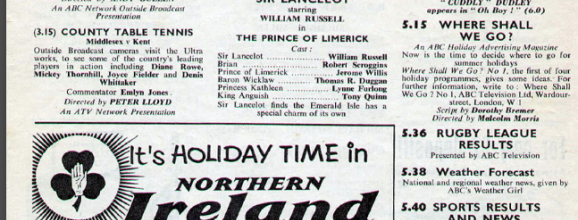 An ABC Network Outside Broadcast
Presentation
(3.15) COUNTY TABLE TENNIS
Middlesex v Kent
Outside Broadcast cameras visit the Ultra
works, to see some of the country's leading
players in action including Diane Rowe,
Mickey Thornhill, Joyce Fielder and Denis
Whittaker
Commentator Emlyn Jones
Directed by PETER LLOYD
An ATV Network Presentation
SIR LANCELOT
starring
WILLIAM RUSSELL
in
THE PRINCE OF LIMERICK
Cast:
Sir Lancelot William Russell
Brian Robert Scroggins
Prince of Limerick Jerome Willis
Baron Wicklaw Thomas R. Duggan
Princess Kathleen Lynne Furlong
King Anguish Tony Quinn
Sir Lancelot finds the Emerald Isle has a
special charm of its own
It's HOLIDAY TIME in
NORTHERN
Ireland
"CUDDLY" DUDLEY
appears in "Oh Boy!" (6.0)
5.15 WHERE SHALL
WE GO?
An ABC Holiday Advertising Magazine
Now is the time to decide where to go for
summer holidays
Where Shall We Go? No 1, the first of four
holiday programmes, gives some ideas. For
further information, write to: Where Shall
We Go? No 1, ABC Television Ltd, Wardour-
street, London, W 1
Script by Dorothy Bremer
Directed by Malcolm Morris
5.36 RUGBY LEAGUE
RESULTS
Presented by ABC Television
5.38 Weather Forecast
National and regional weather news, given by
ABC's Weather Girl
5.40 SPORTS RESULTS
AND NEWS